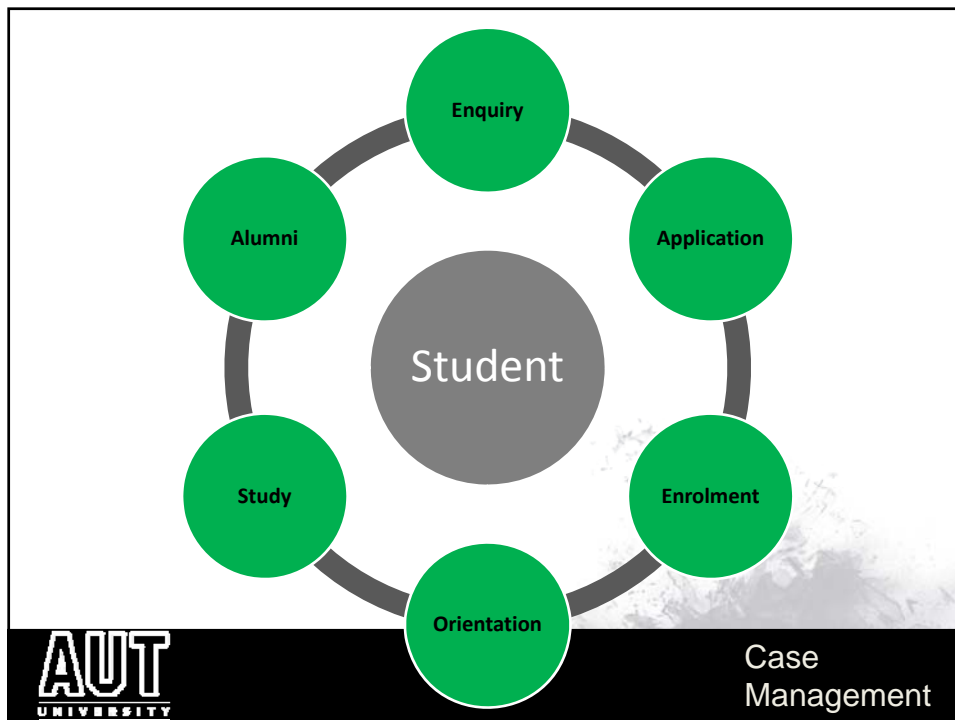 Enquiry
Application
Enrolment
Orientation
Study
Alumni
Student
AUT
UNIVERSITY
Case
Management